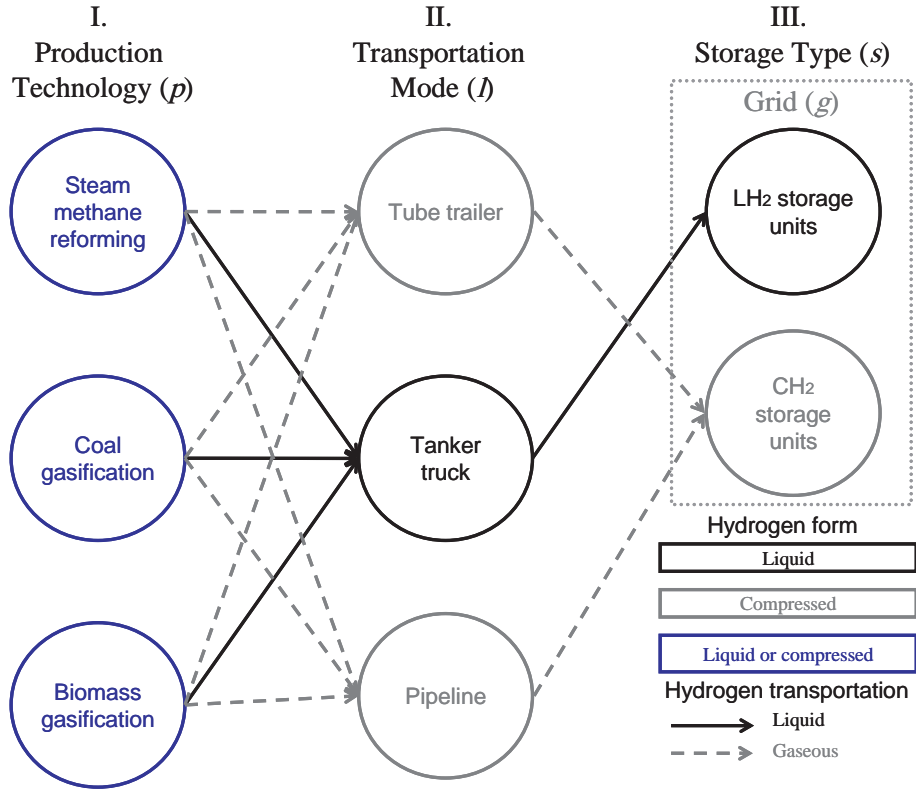 I.
Production
Technology (p)
II.
Transportation
Mode (l)
III.
Storage Type (s)
Grid (g)
Steam
methane
reforming
Tube trailer
LH2 storage
units
Coal
gasification
Tanker
truck
CH2
storage
units
Biomass
gasification
Pipeline
Hydrogen form
Liquid
Compressed
Liquid or compressed
Hydrogen transportation
Liquid
Gaseous